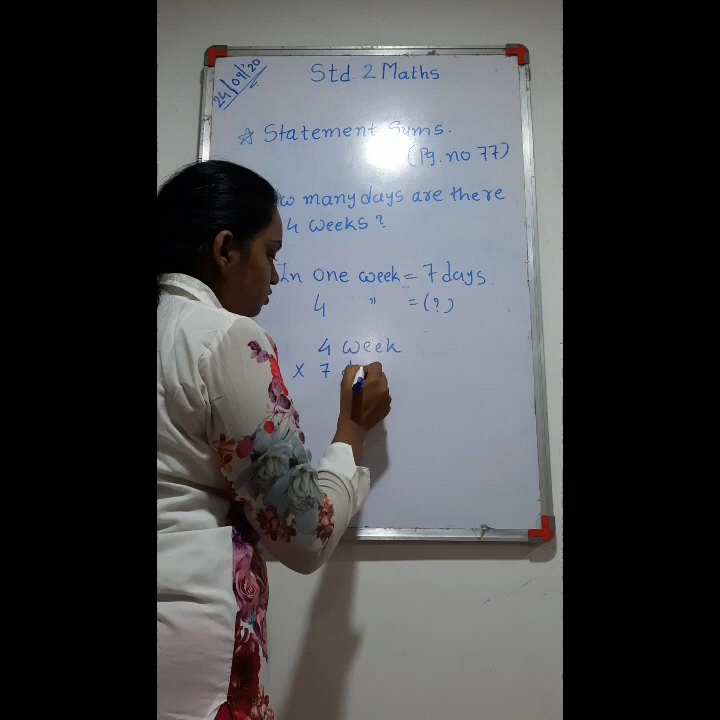 24/09/'20
Std. 2 Maths
☆ Statement Sums.
(Pg. no 77)
many days are there
4 weeks?
In one week = 7 days
4 " = (?)
4 week
X 7